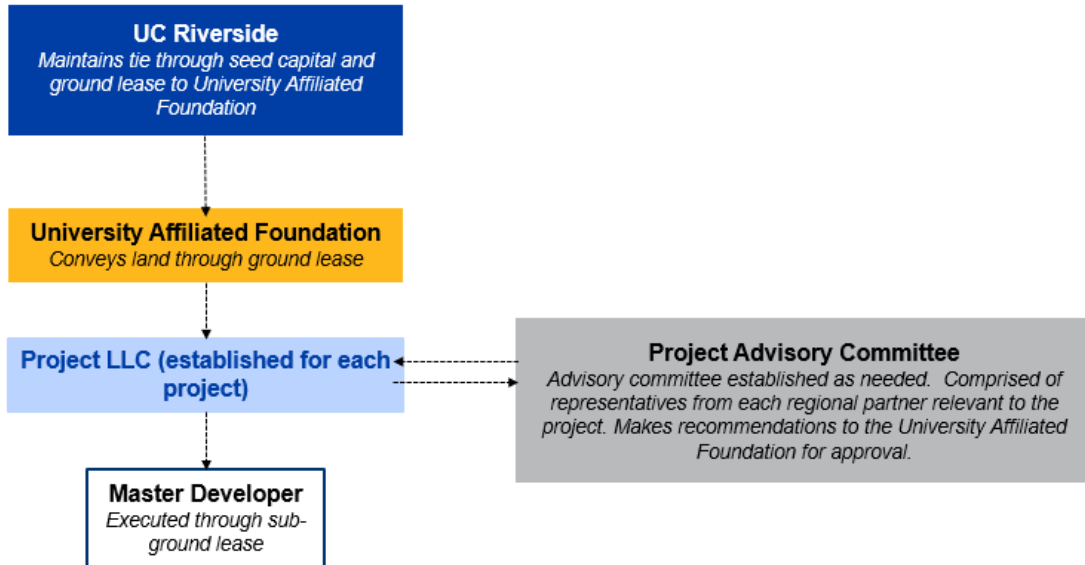 UC Riverside
Maintains tie through seed capital and
ground lease to University Affiliated
Foundation
University Affiliated Foundation
Conveys land through ground lease
Project LLC (established for each
project)
Project Advisory Committee
Advisory committee established as needed.  Comprised of
representatives from each regional partner relevant to the
project. Makes recommendations to the University Affiliated
Foundation for approval.
Master Developer
Executed through sub-
ground lease